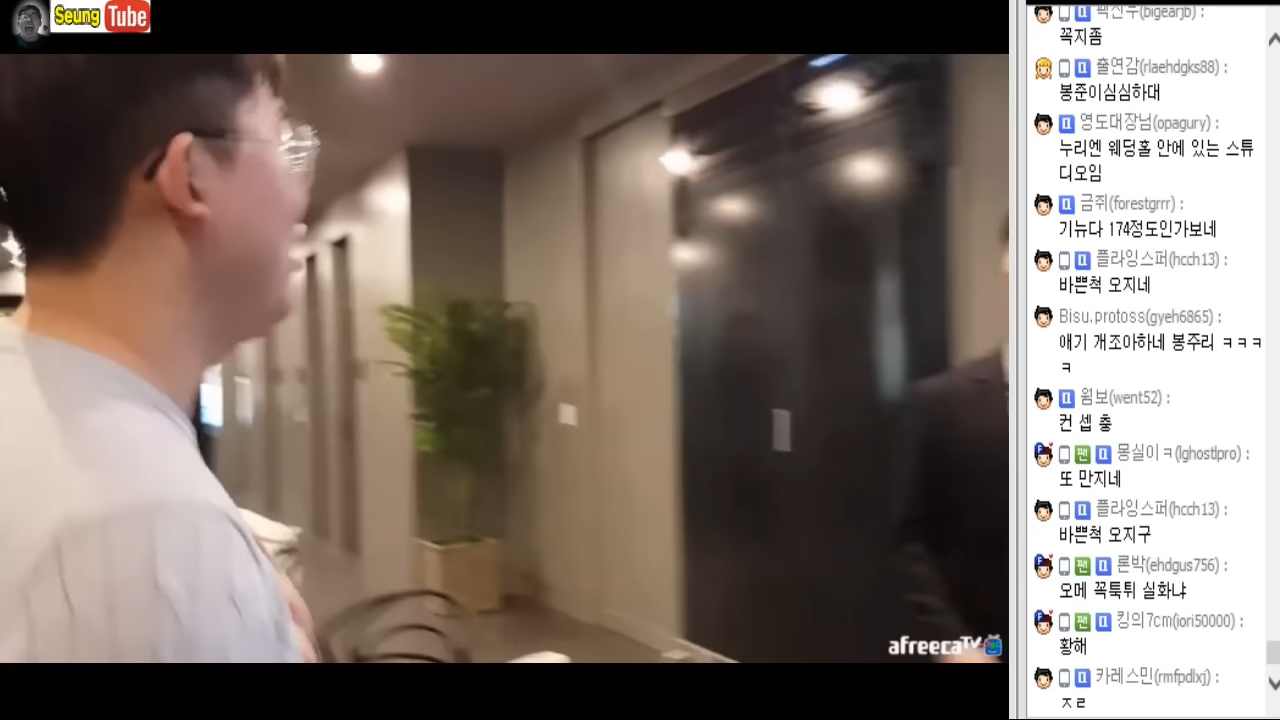 Seung Tube
afreecaTV
꼭지좀
출연감(rlaehdgks88) :
봉준이심심하대
영도대장님(opagury) :
누리엔 웨딩홀 안에 있는 스튜
디오임
금쥐(forestgrrr) :
기뉴다 174정도인가보네
플라잉스퍼(hcch13) :
바쁜척 오지네
Bisu.protoss(gyeh6865) :
애기 개조아하네 봉주리 ㅋㅋㅋ
ㅋ
웜보(went52) :
컨 셉 충
팬 몽실이ㅋ(lghostlpro) :
또 만지네
플라잉스퍼(hcch13) :
바쁜척 오지구
팬 론박(ehdgus756) :
오메 꼭툭튀 실화냐
팬 킹의7cm(iori50000) :
황해
카레스민(rmfpdlxj) :
ㅈㄹ